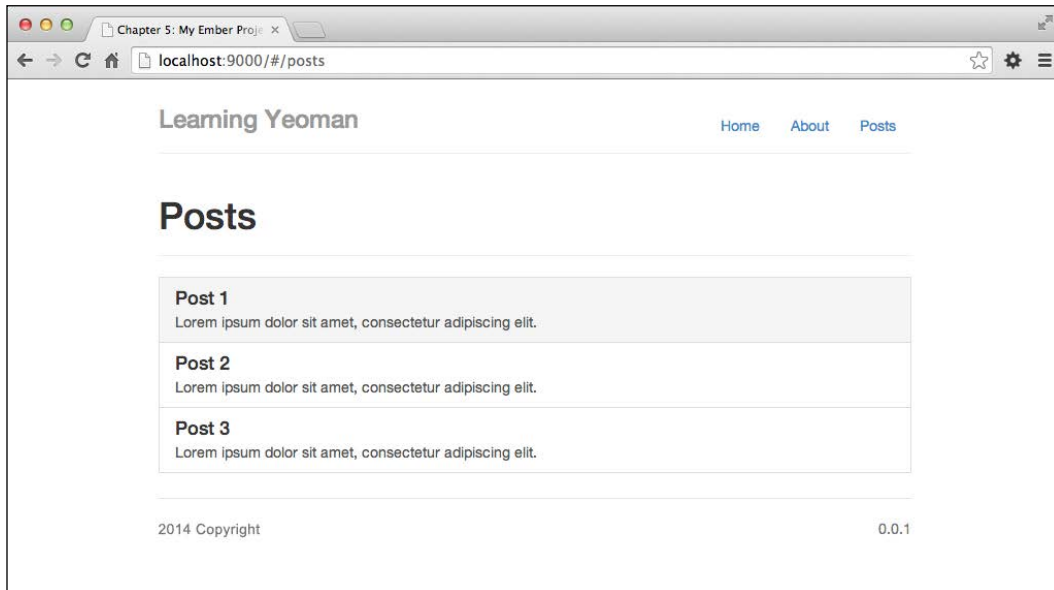 Chapter 5: My Ember Proje
localhost:9000/#/posts
Learning Yeoman
Home About Posts
Posts
Post 1
Lorem ipsum dolor sit amet, consectetur adipiscing elit.
Post 2
Lorem ipsum dolor sit amet, consectetur adipiscing elit.
Post 3
Lorem ipsum dolor sit amet, consectetur adipiscing elit.
2014 Copyright 0.0.1